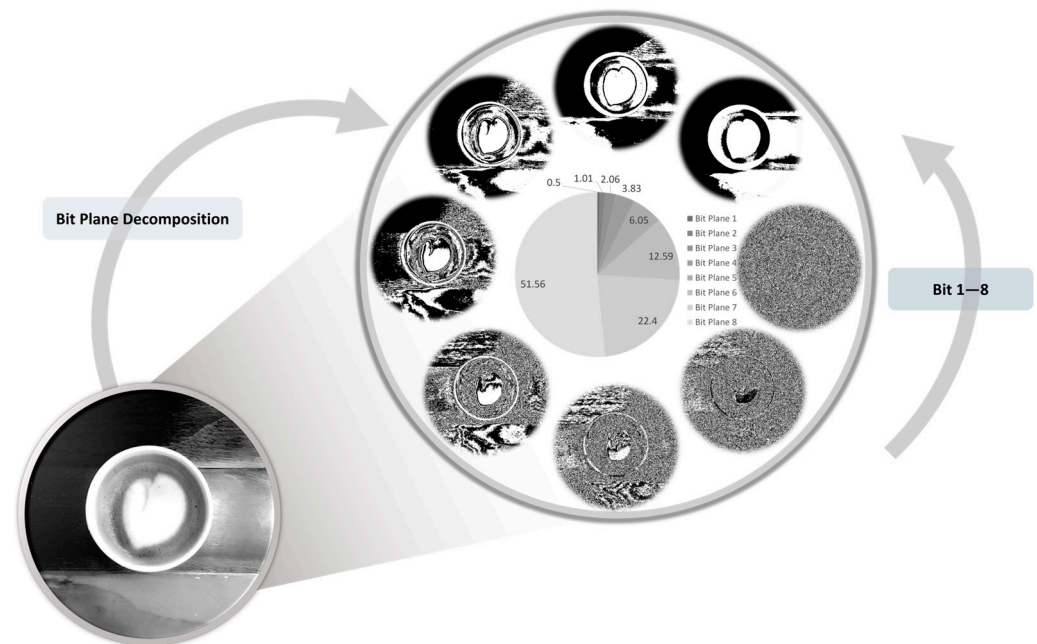 Bit Plane Decomposition
0.5
1.01
2.06
3.83
6.05
12.59
22.4
51.56
Bit Plane 1
Bit Plane 2
Bit Plane 3
Bit Plane 4
Bit Plane 5
Bit Plane 6
Bit Plane 7
Bit Plane 8
Bit 1—8